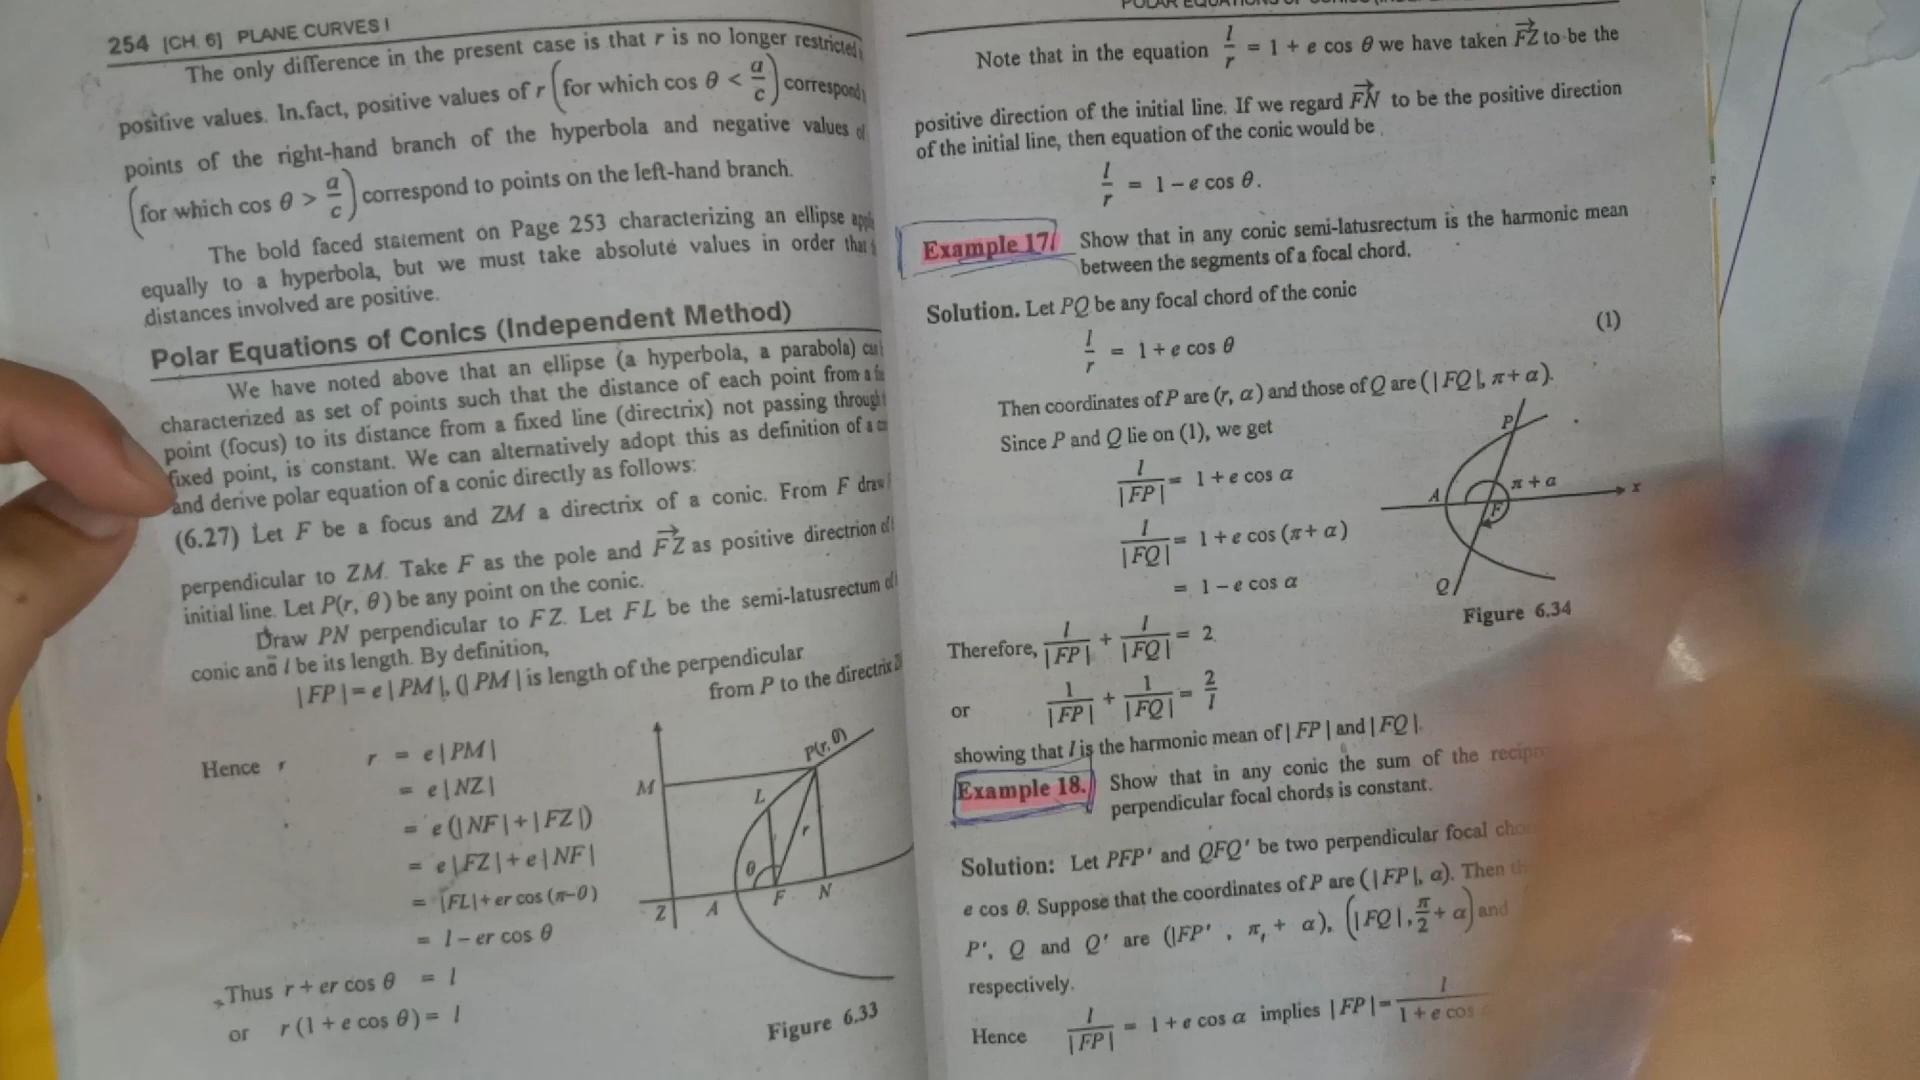 254 [CH. 6] PLANE CURVES I
The only difference in the present case is that r is no longer restricted
positive values. In fact, positive values of r (for which cos θ < a/c) correspond
points of the right-hand branch of the hyperbola and negative values of
(for which cos θ > a/c) correspond to points on the left-hand branch.
The bold faced statement on Page 253 characterizing an ellipse
equally to a hyperbola, but we must take absolute values in order that
distances involved are positive.
Polar Equations of Conics (Independent Method)
We have noted above that an ellipse (a hyperbola, a parabola)
characterized as set of points such that the distance of each point from a
point (focus) to its distance from a fixed line (directrix) not passing through
fixed point, is constant. We can alternatively adopt this as definition of a
and derive polar equation of a conic directly as follows:
(6.27) Let F be a focus and ZM a directrix of a conic. From F draw
perpendicular to ZM. Take F as the pole and →FZ as positive directrion of
initial line. Let P(r, θ) be any point on the conic.
Draw PN perpendicular to FZ. Let FL be the semi-latusrectum of
conic and l be its length. By definition,
|FP| = e|PM|, (|PM| is length of the perpendicular
from P to the directrix
Hence r = e|PM|
= e|NZ|
= e(|NF|+|FZ|)
= e|FZ|+e|NF|
= |FL|+er cos (π-θ)
= l-er cos θ
Thus r+er cos θ = l
or r(1+e cos θ) = l
M
L
P(r, θ)
r
θ
Z A F N
Figure 6.33
Note that in the equation l/r = 1 + e cos θ we have taken →FZ to be the
positive direction of the initial line. If we regard →FN to be the positive direction
of the initial line, then equation of the conic would be
l/r = 1 - e cos θ.
Example 17. Show that in any conic semi-latusrectum is the harmonic mean
between the segments of a focal chord.
Solution. Let PQ be any focal chord of the conic
l/r = 1 + e cos θ (1)
Then coordinates of P are (r, α) and those of Q are (|FQ|, π+α).
Since P and Q lie on (1), we get
l/|FP| = 1+e cos α
l/|FQ| = 1+e cos (π+α)
= 1-e cos α
P
A
π+α
x
F
Q
Figure 6.34
Therefore, l/|FP| + l/|FQ| = 2
or 1/|FP| + 1/|FQ| = 2/l
showing that l is the harmonic mean of |FP| and |FQ|.
Example 18. Show that in any conic the sum of the
perpendicular focal chords is constant.
Solution: Let PFP' and QFQ' be two perpendicular focal
e cos θ. Suppose that the coordinates of P are (|FP|, α). Then
P', Q and Q' are (|FP', π, + α), (|FQ|, π/2 + α) and
respectively.
Hence l/|FP| = 1+e cos α implies |FP| = l/1+e cos